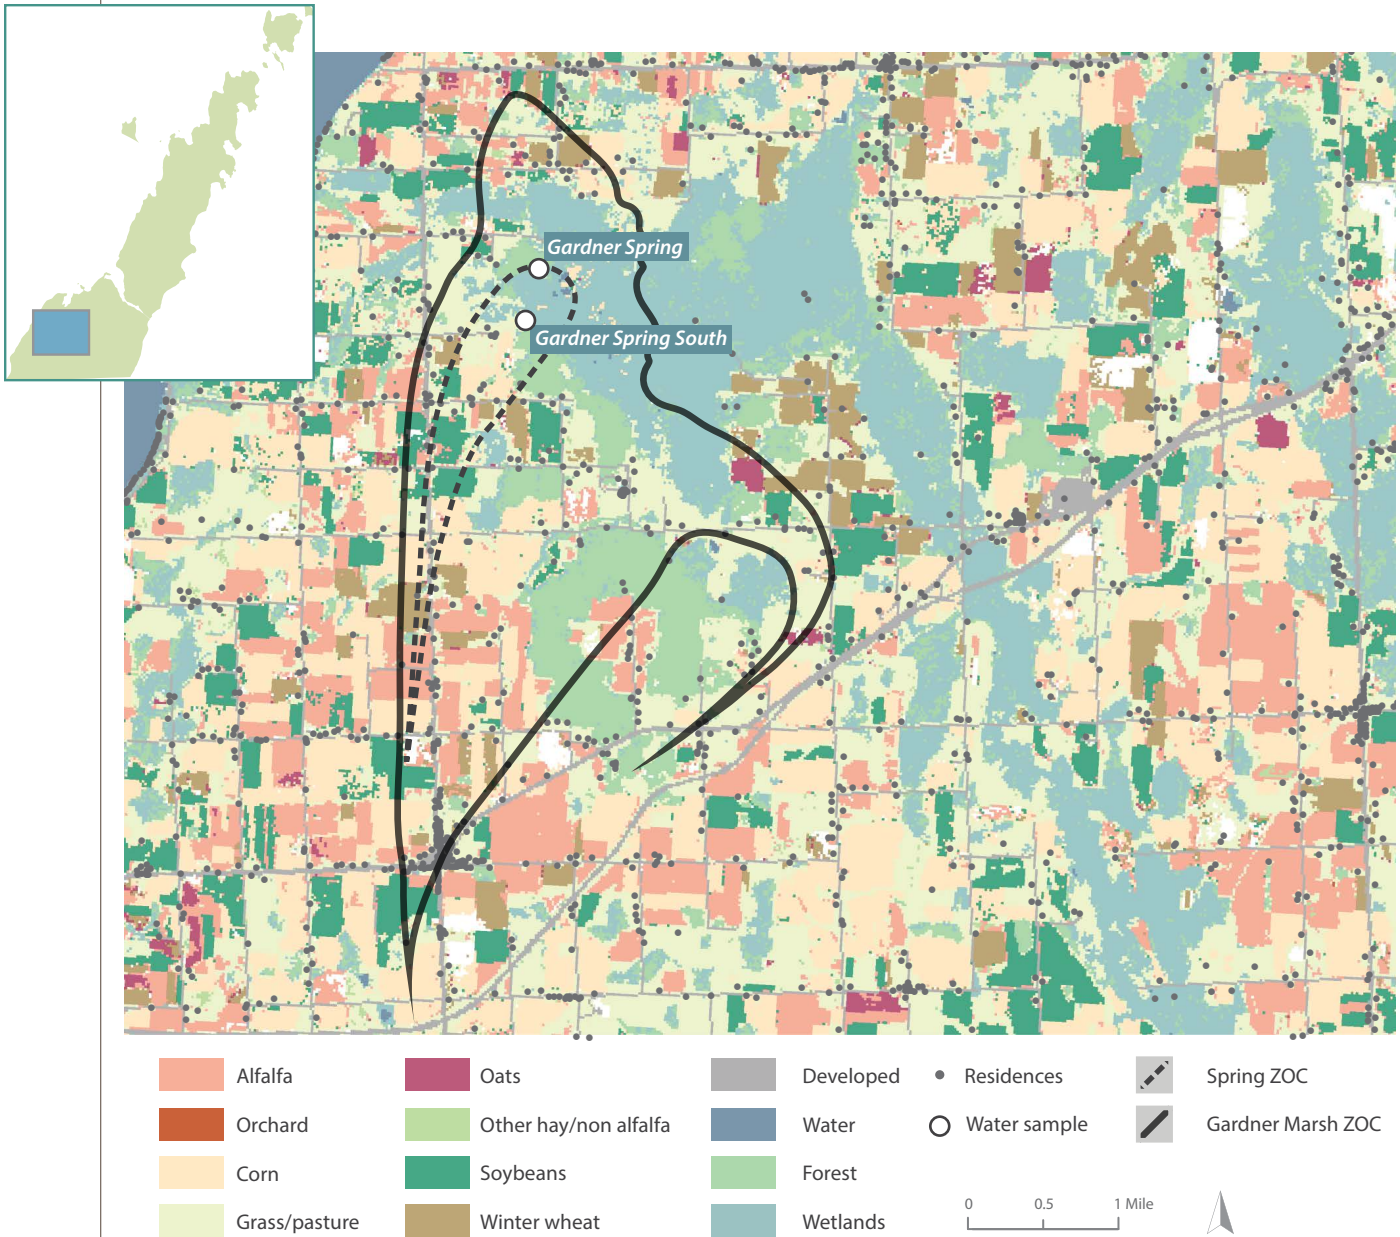 Gardner Spring
Gardner Spring South
Alfalfa
Orchard
Corn
Grass/pasture
Oats
Other hay/non alfalfa
Soybeans
Winter wheat
Developed
Water
Forest
Wetlands
Residences
Water sample
0 0.5 1 Mile
Spring ZOC
Gardner Marsh ZOC